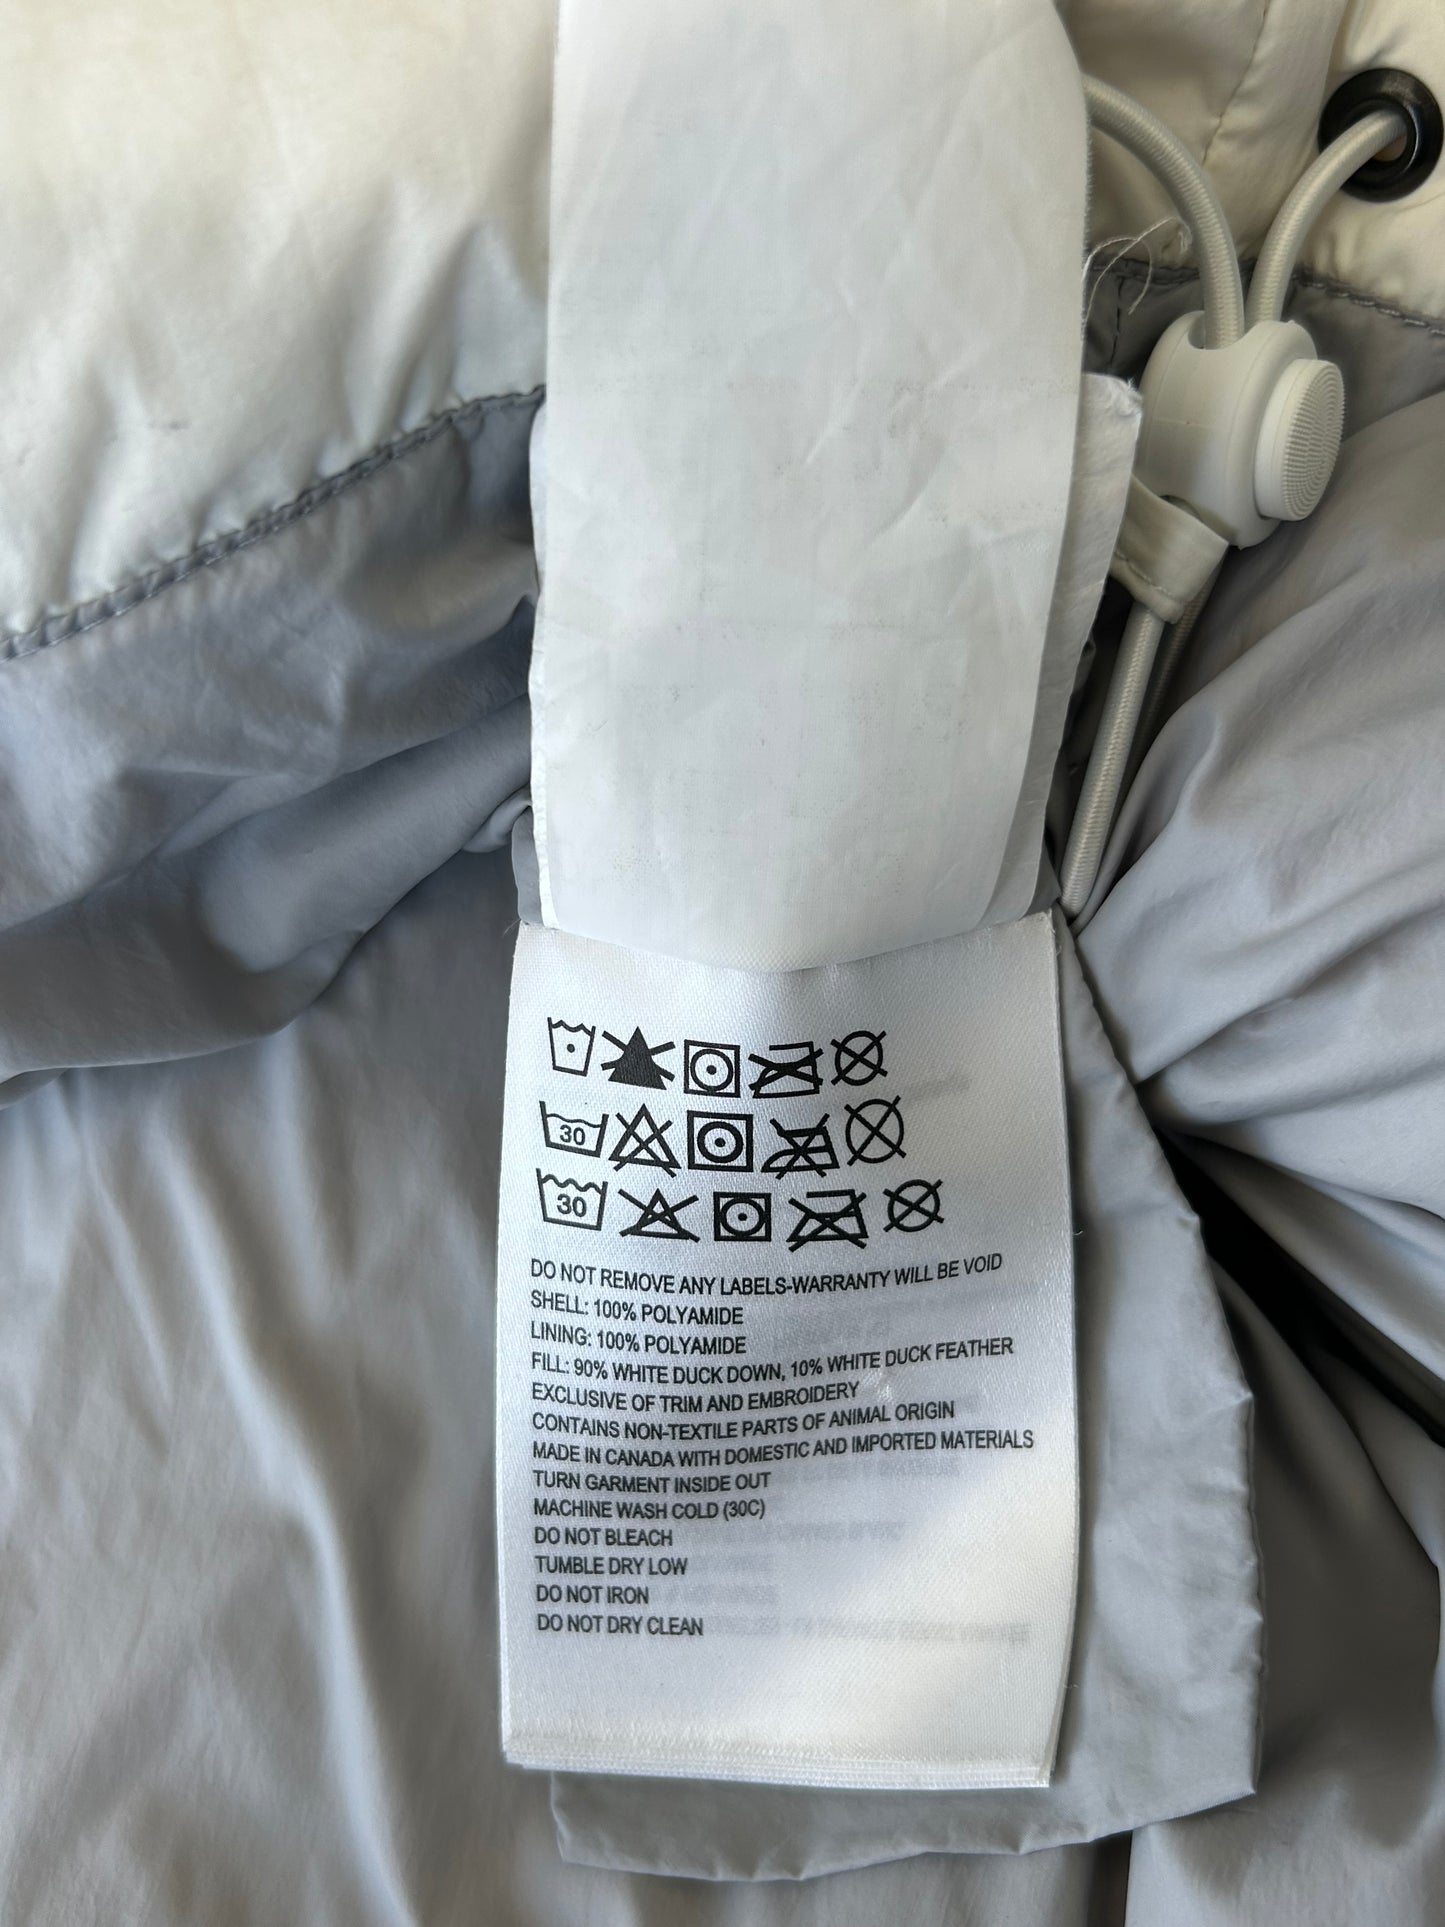 30
30
DO NOT REMOVE ANY LABELS-WARRANTY WILL BE VOID
SHELL: 100% POLYAMIDE
LINING: 100% POLYAMIDE
FILL: 90% WHITE DUCK DOWN, 10% WHITE DUCK FEATHER
EXCLUSIVE OF TRIM AND EMBROIDERY
CONTAINS NON-TEXTILE PARTS OF ANIMAL ORIGIN
MADE IN CANADA WITH DOMESTIC AND IMPORTED MATERIALS
TURN GARMENT INSIDE OUT
MACHINE WASH COLD (30C)
DO NOT BLEACH
TUMBLE DRY LOW
DO NOT IRON
DO NOT DRY CLEAN